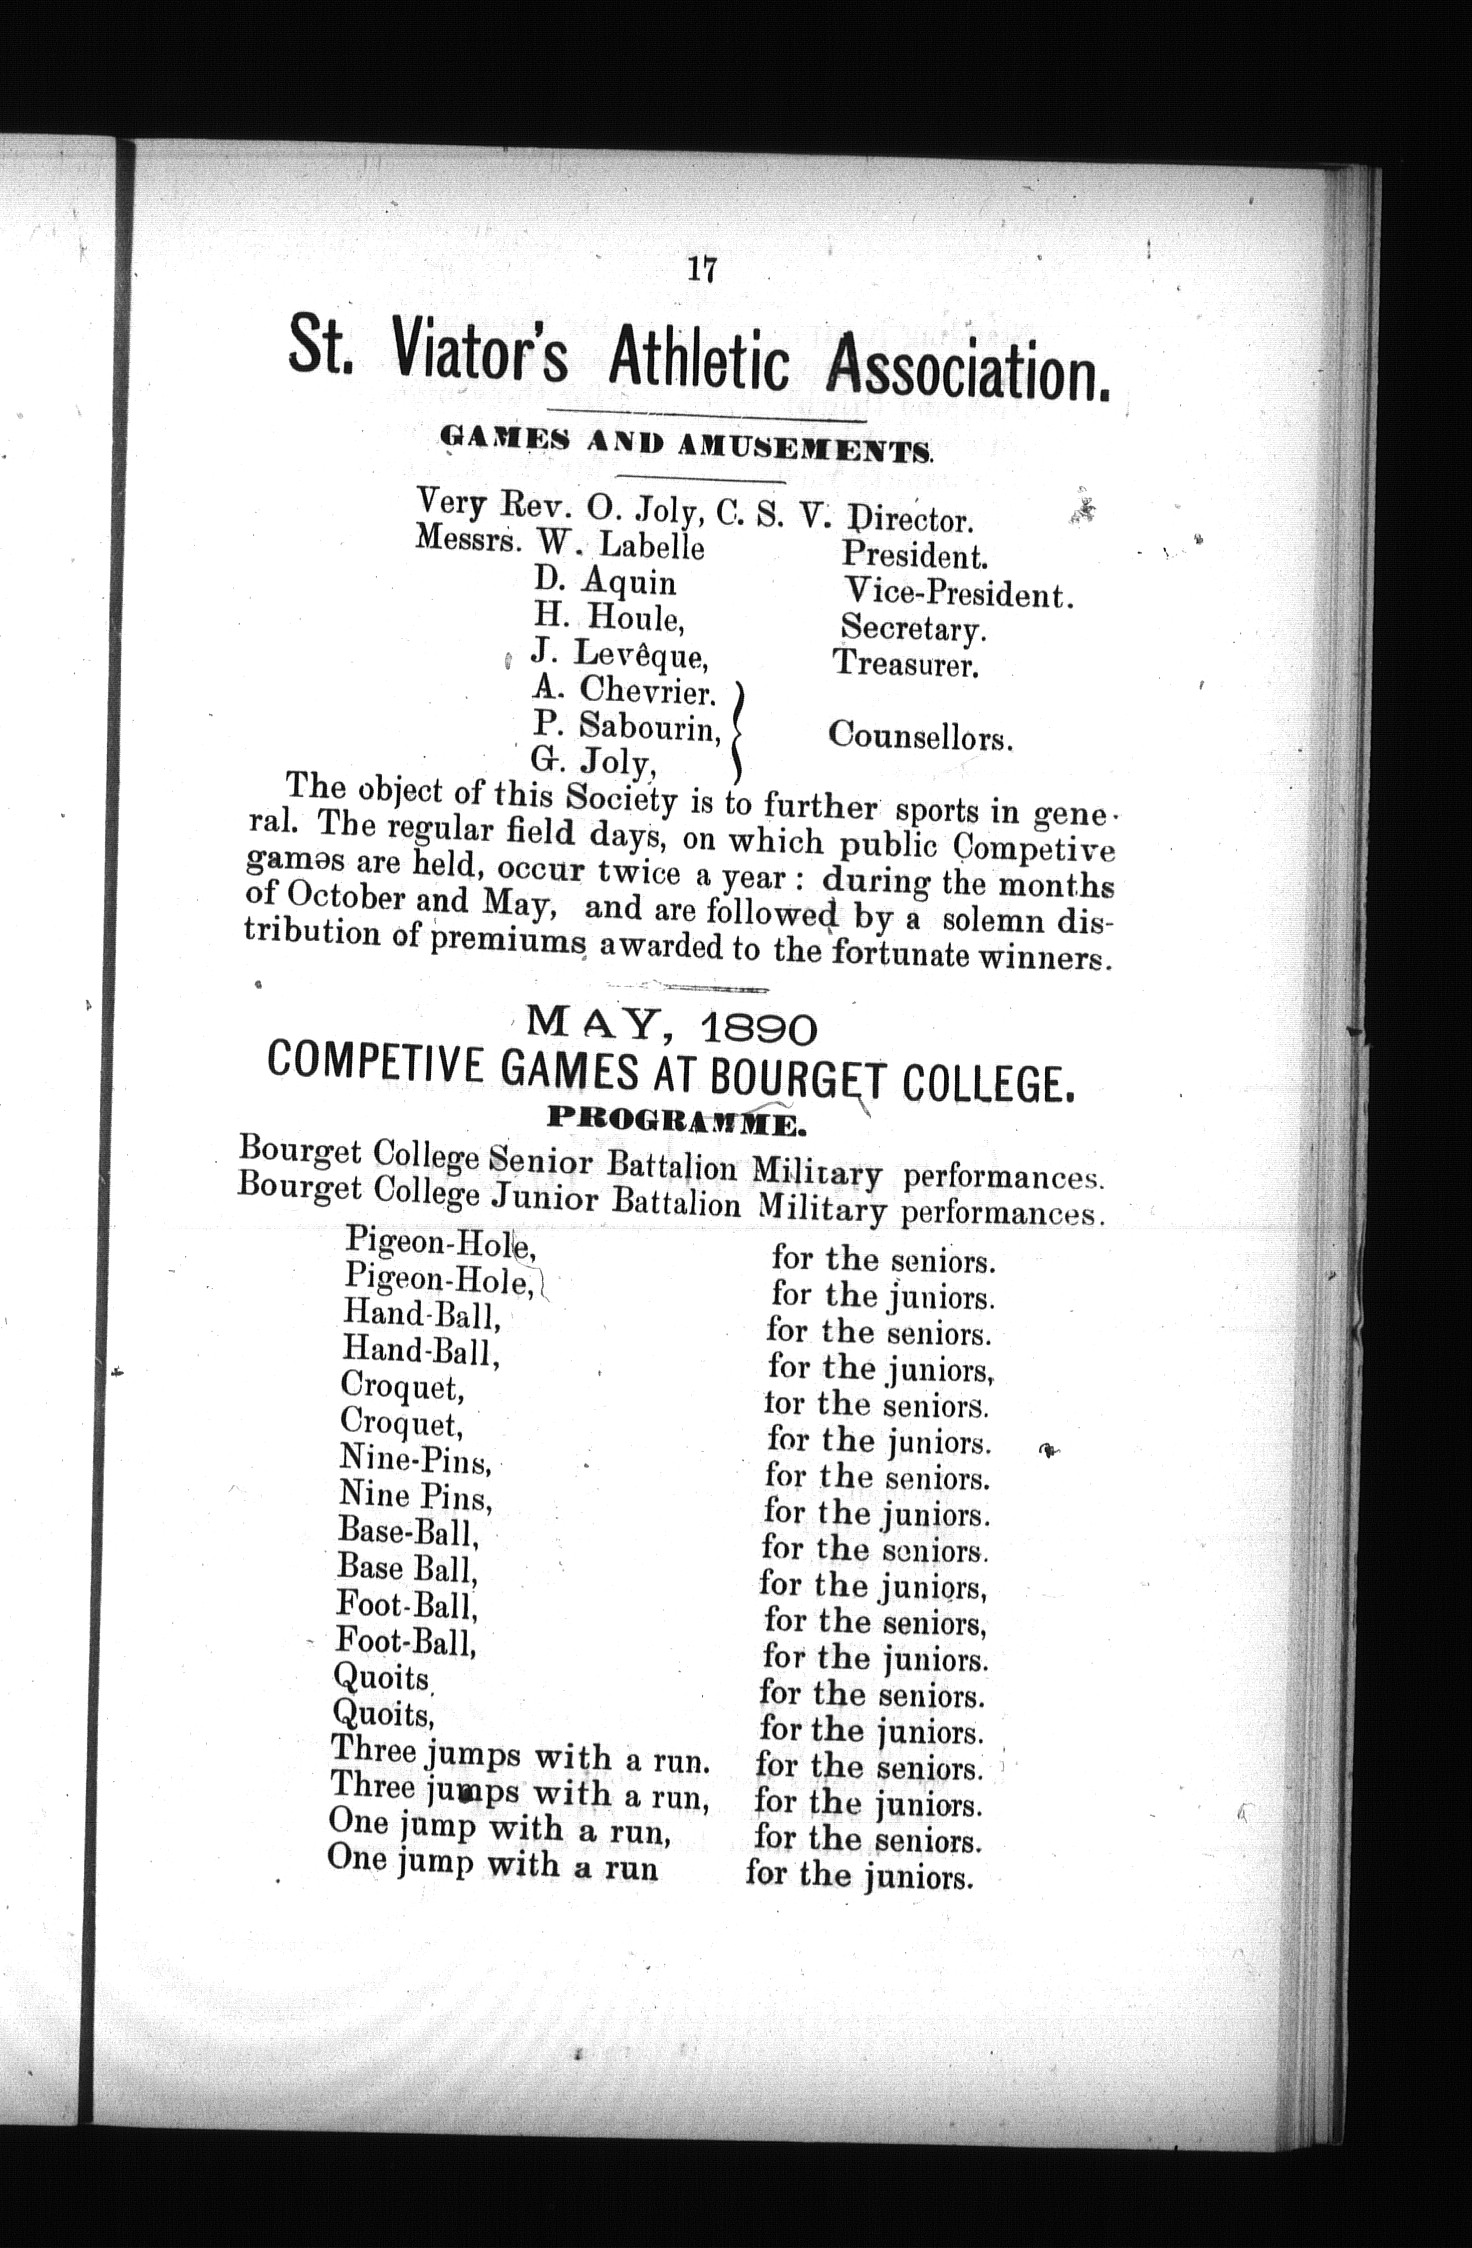 17
St. Viator's Athletic Association.
GAMES AND AMUSEMENTS.
Very Rev. O. Joly, C. S. V. Director.
Messrs. W. Labelle President.
D. Aquin Vice-President.
H. Houle, Secretary.
J. Levêque, Treasurer.
A. Chevrier.
P. Sabourin, Counsellors.
G. Joly,
The object of this Society is to further sports in gene-
ral. The regular field days, on which public Competive
games are held, occur twice a year : during the months
of October and May, and are followed by a solemn dis-
tribution of premiums awarded to the fortunate winners.
MAY, 1890
COMPETIVE GAMES AT BOURGET COLLEGE.
PROGRAMME.
Bourget College Senior Battalion Military performances.
Bourget College Junior Battalion Military performances.
Pigeon-Hole, for the seniors.
Pigeon-Hole, for the juniors.
Hand-Ball, for the seniors.
Hand-Ball, for the juniors,
Croquet, for the seniors.
Croquet, for the juniors.
Nine-Pins, for the seniors.
Nine Pins, for the juniors.
Base-Ball, for the seniors.
Base Ball, for the juniors,
Foot-Ball, for the seniors,
Foot-Ball, for the juniors.
Quoits, for the seniors.
Quoits, for the juniors.
Three jumps with a run. for the seniors.
Three jumps with a run, for the juniors.
One jump with a run, for the seniors.
One jump with a run for the juniors.